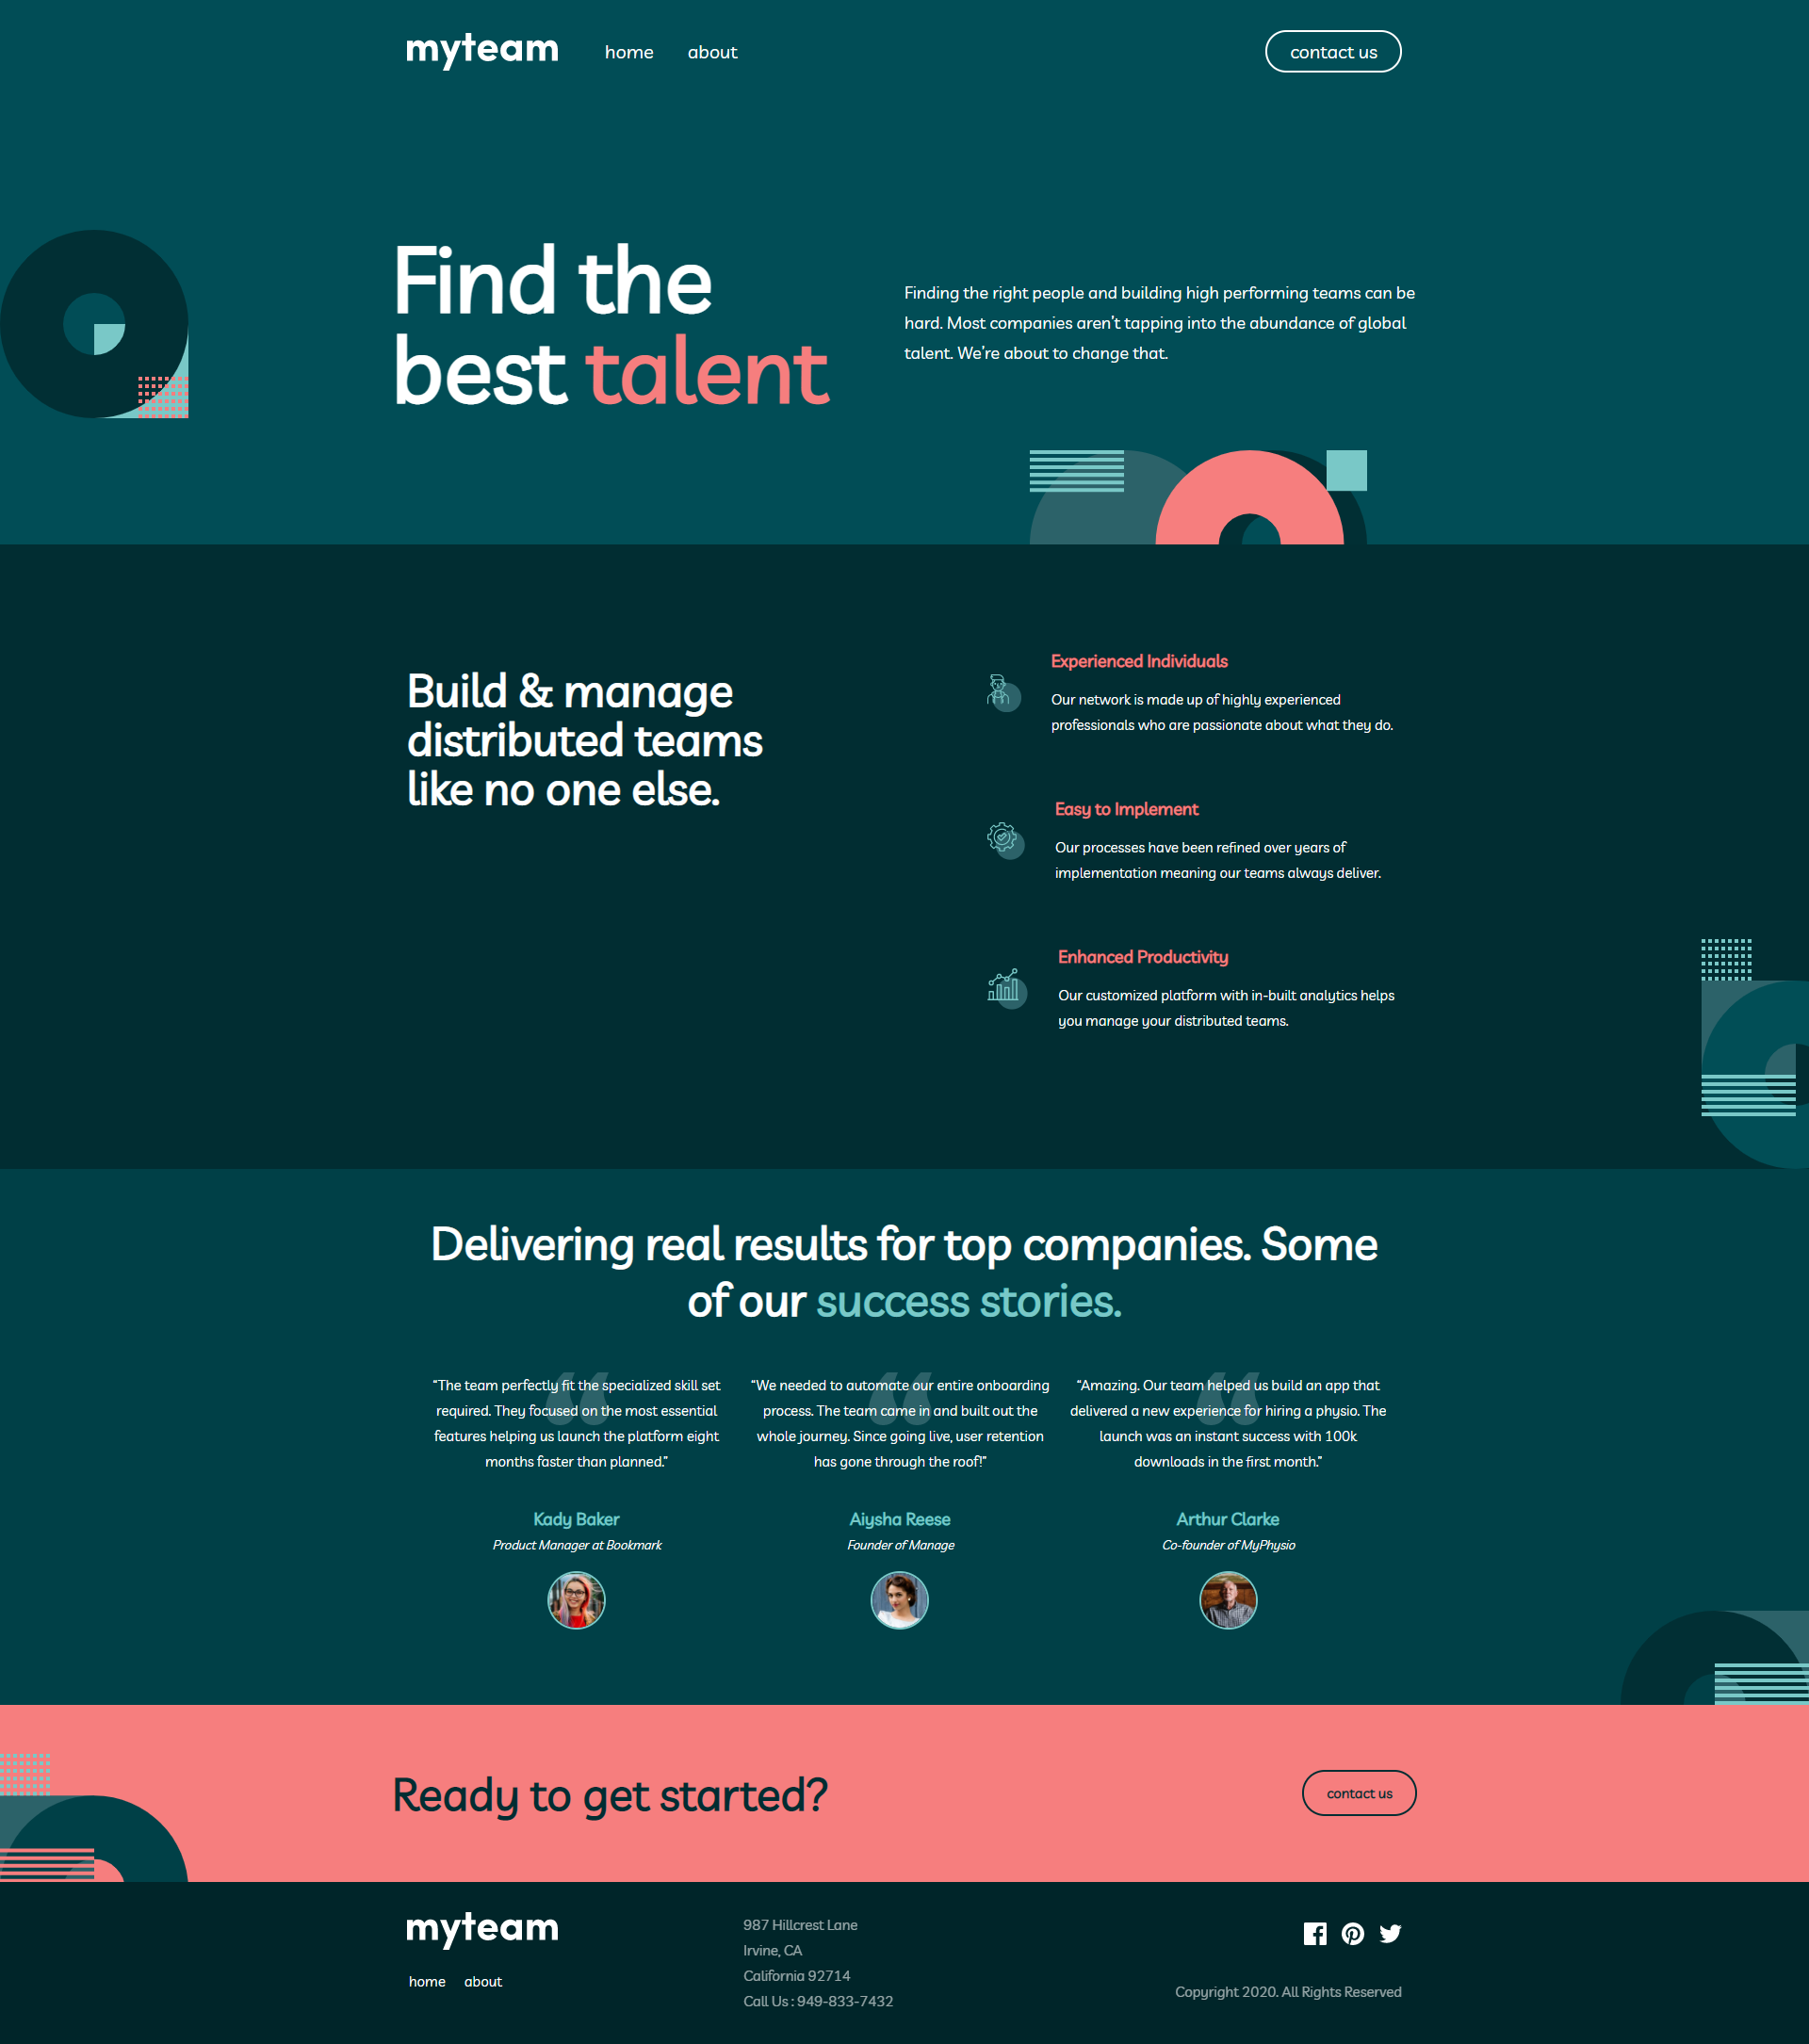 myteam
home
about
contact us
Find the
best talent
Finding the right people and building high performing teams can be
hard. Most companies aren’t tapping into the abundance of global
talent. We’re about to change that.
Build & manage
distributed teams
like no one else.
Experienced Individuals
Our network is made up of highly experienced
professionals who are passionate about what they do.
Easy to Implement
Our processes have been refined over years of
implementation meaning our teams always deliver.
Enhanced Productivity
Our customized platform with in-built analytics helps
you manage your distributed teams.
Delivering real results for top companies. Some
of our success stories.
“The team perfectly fit the specialized skill set
required. They focused on the most essential
features helping us launch the platform eight
months faster than planned.”
Kady Baker
Product Manager at Bookmark
“We needed to automate our entire onboarding
process. The team came in and built out the
whole journey. Since going live, user retention
has gone through the roof!”
Aiysha Reese
Founder of Manage
“Amazing. Our team helped us build an app that
delivered a new experience for hiring a physio. The
launch was an instant success with 100k
downloads in the first month.”
Arthur Clarke
Co-founder of MyPhysio
Ready to get started?
contact us
myteam
home
about
987 Hillcrest Lane
Irvine, CA
California 92714
Call Us : 949-833-7432
Copyright 2020. All Rights Reserved